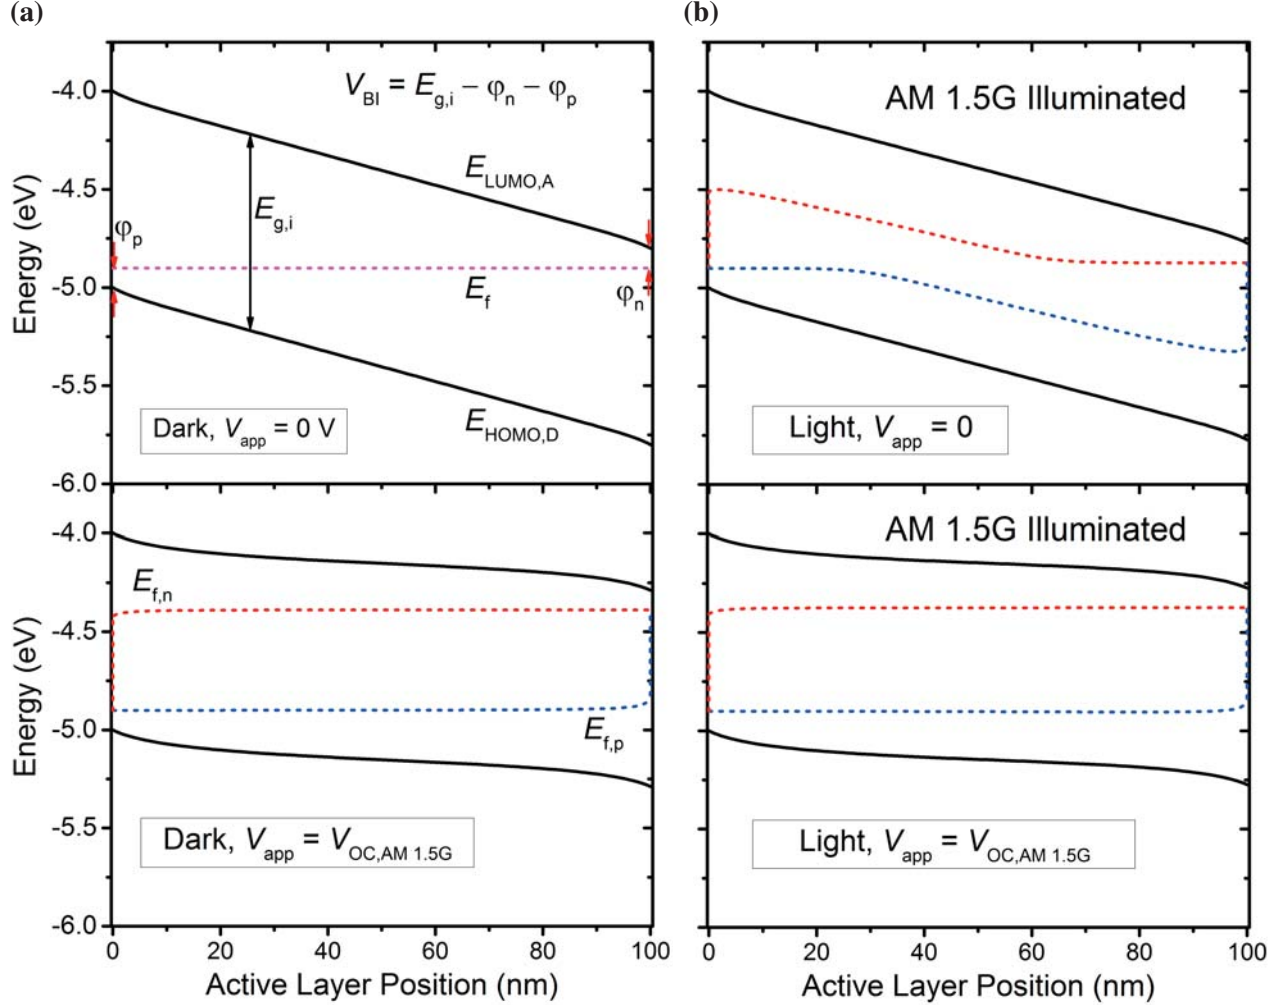 (a)
(b)
V_BI = E_g,i − φ_n − φ_p
AM 1.5G Illuminated
Energy (eV)
-4.0
-4.5
-5.0
-5.5
-6.0
E_LUMO,A
E_g,i
φ_p
E_f
φ_n
E_HOMO,D
Dark, V_app = 0 V
Light, V_app = 0
Energy (eV)
-4.0
-4.5
-5.0
-5.5
-6.0
E_f,n
E_f,p
Dark, V_app = V_OC,AM 1.5G
AM 1.5G Illuminated
Light, V_app = V_OC,AM 1.5G
0 20 40 60 80 100
0 20 40 60 80 100
Active Layer Position (nm)
Active Layer Position (nm)